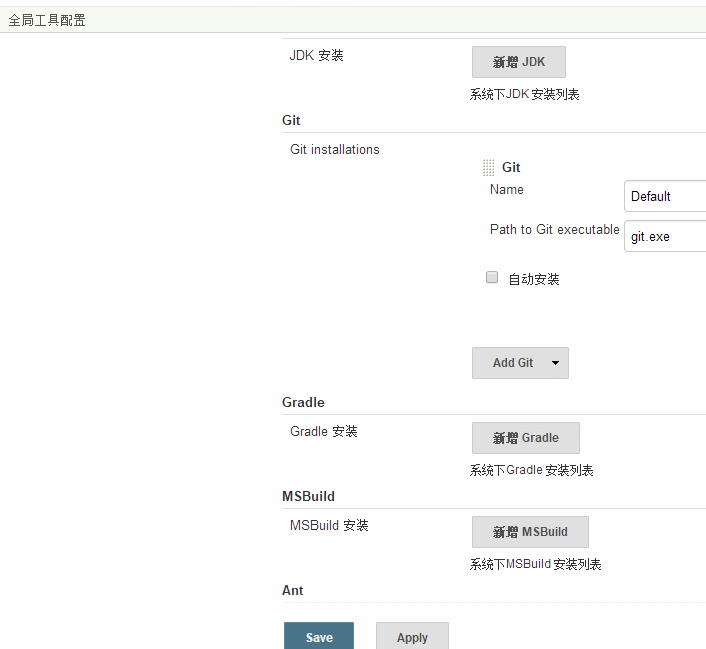 全局工具配置
JDK 安装
新增 JDK
系统下JDK 安装列表
Git
Git installations
Git
Name
Default
Path to Git executable
git.exe
自动安装
Add Git
Gradle
Gradle 安装
新增 Gradle
系统下Gradle 安装列表
MSBuild
MSBuild 安装
新增 MSBuild
系统下MSBuild 安装列表
Ant
Save
Apply